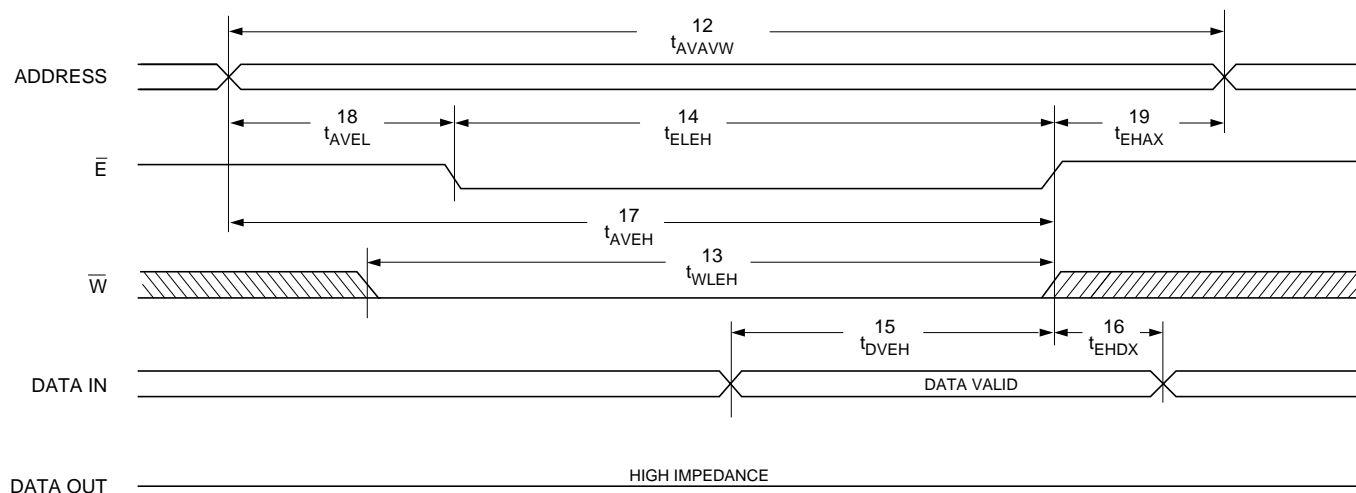 12
tAVAVW
ADDRESS
18
tAVEL
14
tELEH
19
tEHAX
E̅
17
tAVEH
13
tWLEH
W̅
15
tDVEH
16
tEHDX
DATA IN
DATA VALID
HIGH IMPEDANCE
DATA OUT